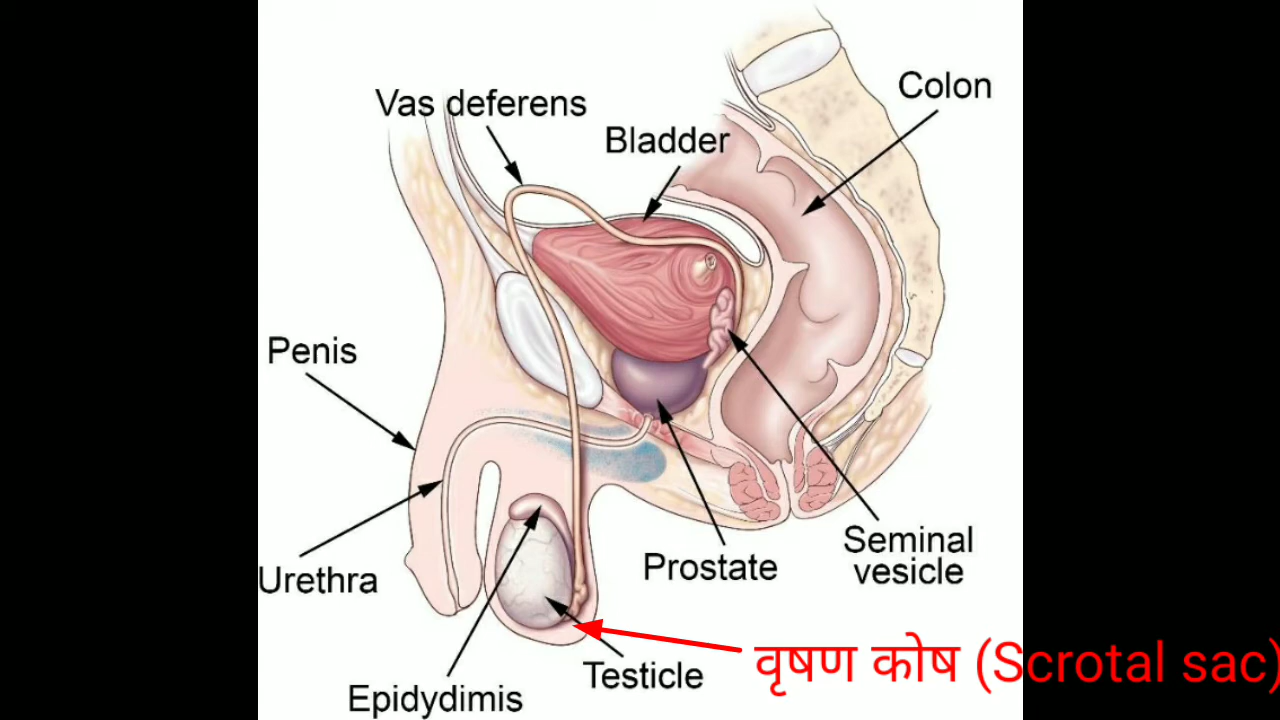 Colon
Vas deferens
Bladder
Penis
Urethra
Prostate
Seminal
vesicle
Testicle
Epidydimis
वृषण कोष (Scrotal sac)